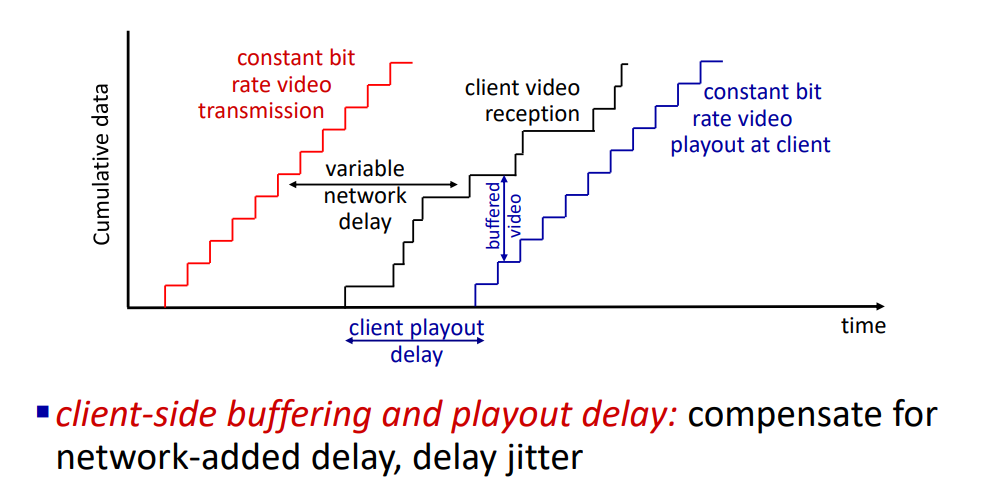 constant bit
rate video
transmission
client video
reception
constant bit
rate video
playout at client
variable
network
delay
buffered
video
Cumulative data
client playout
delay
time
client-side buffering and playout delay: compensate for
network-added delay, delay jitter